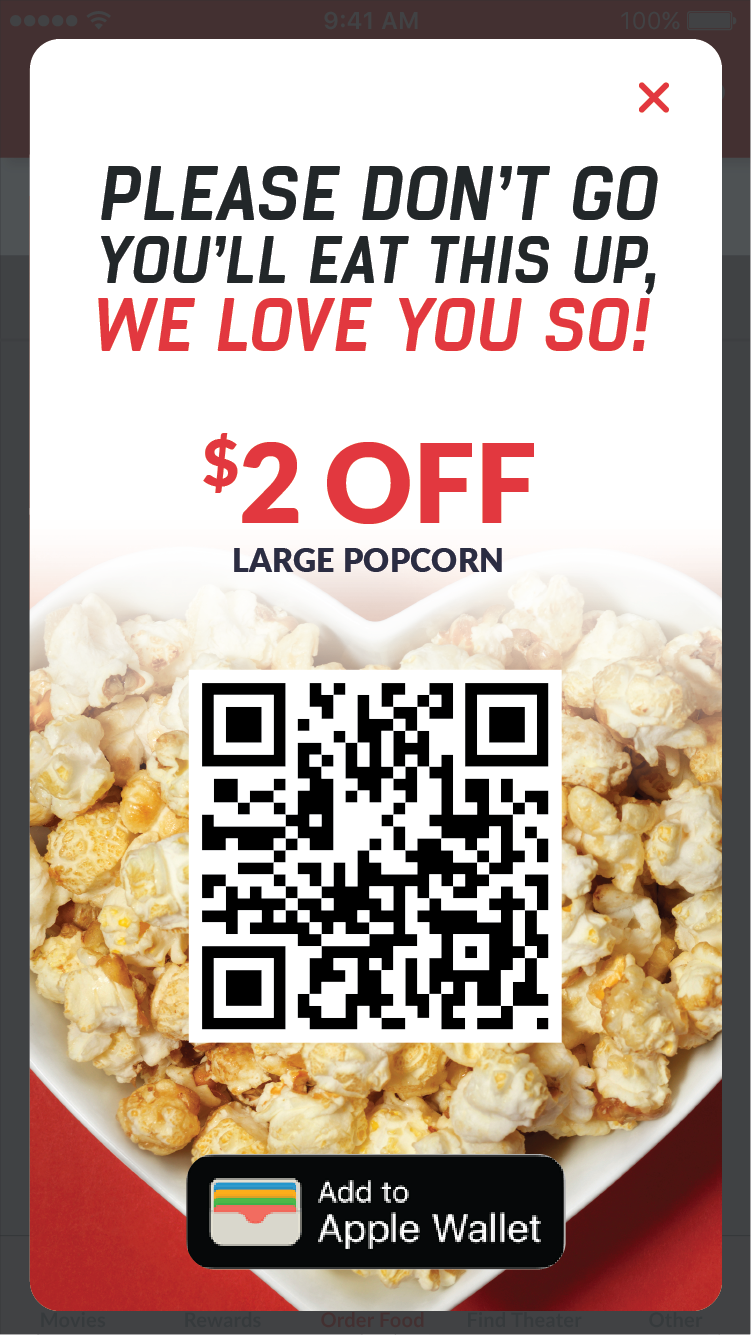 9:41 AM 100%
PLEASE DON'T GO
YOU'LL EAT THIS UP,
WE LOVE YOU SO!
$2 OFF
LARGE POPCORN
Add to
Apple Wallet
Movies Rewards Order Food Find Theater Other